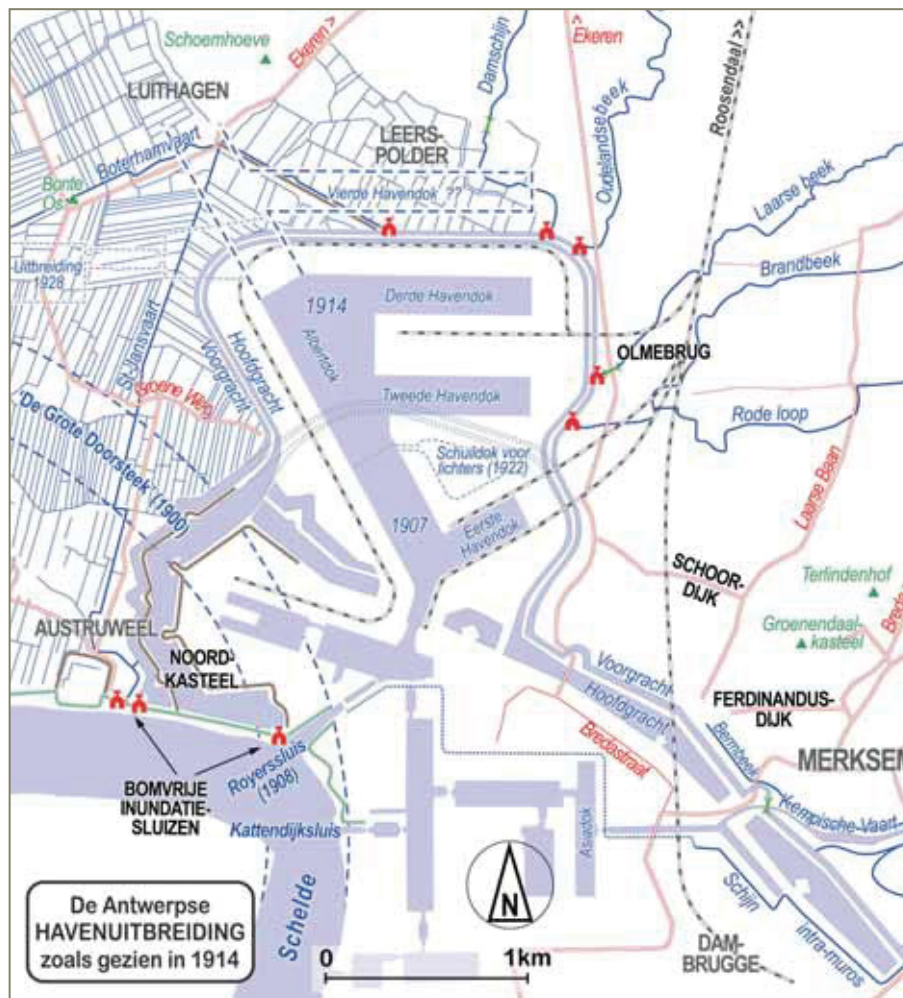 Schoemhoeve
Ekeren >
< Ekeren
Damschijn
Roosendaal >>
LUITHAGEN
Oudelandsebeek
LEERS-
POLDER
Boterhamvaart
Laarse beek
Bonte
Os
Vierde Havendok ??
Brandbeek
Uitbreiding
1928
1914
Derde Havendok
St-Jansvaart
Voorgracht
Hoofdgracht
Albertdok
OLMEBRUG
Groene Weg
Tweede Havendok
Rode loop
'De Grote Doorsteek' (1900)
Schuildok voor
lichters (1922)
Laarse Baan
1907
Eerste
Havendok
SCHOOR-
DIJK
Terlindenhof
Breda
Groenendaal-
kasteel
AUSTRUWEEL
NOORD-
KASTEEL
Voorgracht
Hoofdgracht
FERDINANDUS-
DIJK
Bredastraat
Bermbeek
MERKSEM
Royerssluis
(1908)
BOMVRIJE
INUNDATIE-
SLUIZEN
Kempische-Vaart
Kattendijksluis
Asiadok
N
Schijn
intra-muros
De Antwerpse
HAVENUITBREIDING
zoals gezien in 1914
Schelde
0 1km
DAM-
BRUGGE